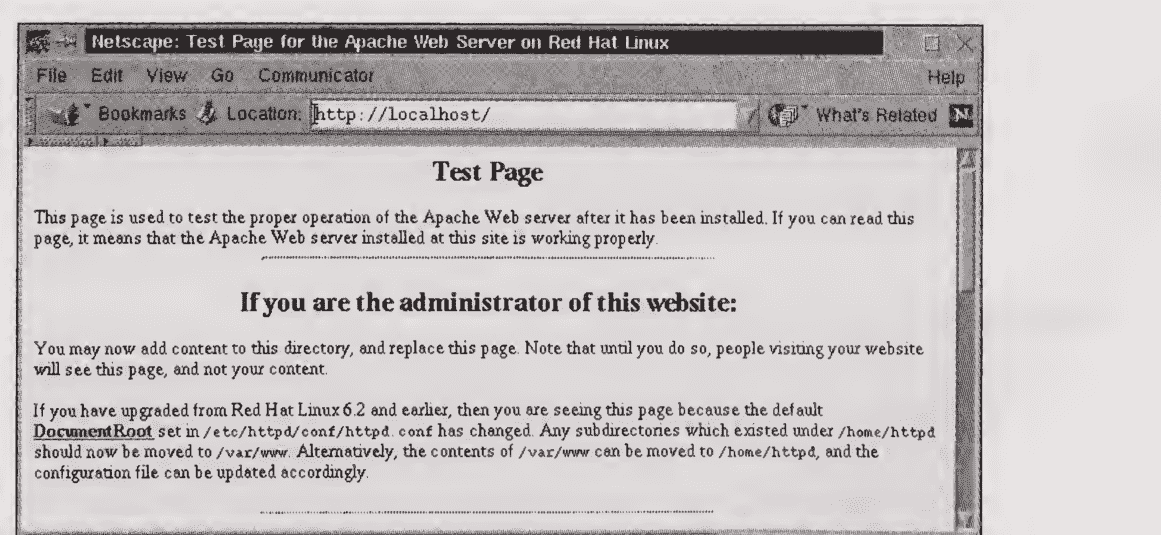 Netscape: Test Page for the Apache Web Server on Red Hat Linux
File Edit View Go Communicator Help
Bookmarks Location: http://localhost/ What's Related N
Test Page
This page is used to test the proper operation of the Apache Web server after it has been installed. If you can read this
page, it means that the Apache Web server installed at this site is working properly.
If you are the administrator of this website:
You may now add content to this directory, and replace this page. Note that until you do so, people visiting your website
will see this page, and not your content.
If you have upgraded from Red Hat Linux 6.2 and earlier, then you are seeing this page because the default
DocumentRoot set in /etc/httpd/conf/httpd.conf has changed. Any subdirectories which existed under /home/httpd
should now be moved to /var/www. Alternatively, the contents of /var/www can be moved to /home/httpd, and the
configuration file can be updated accordingly.